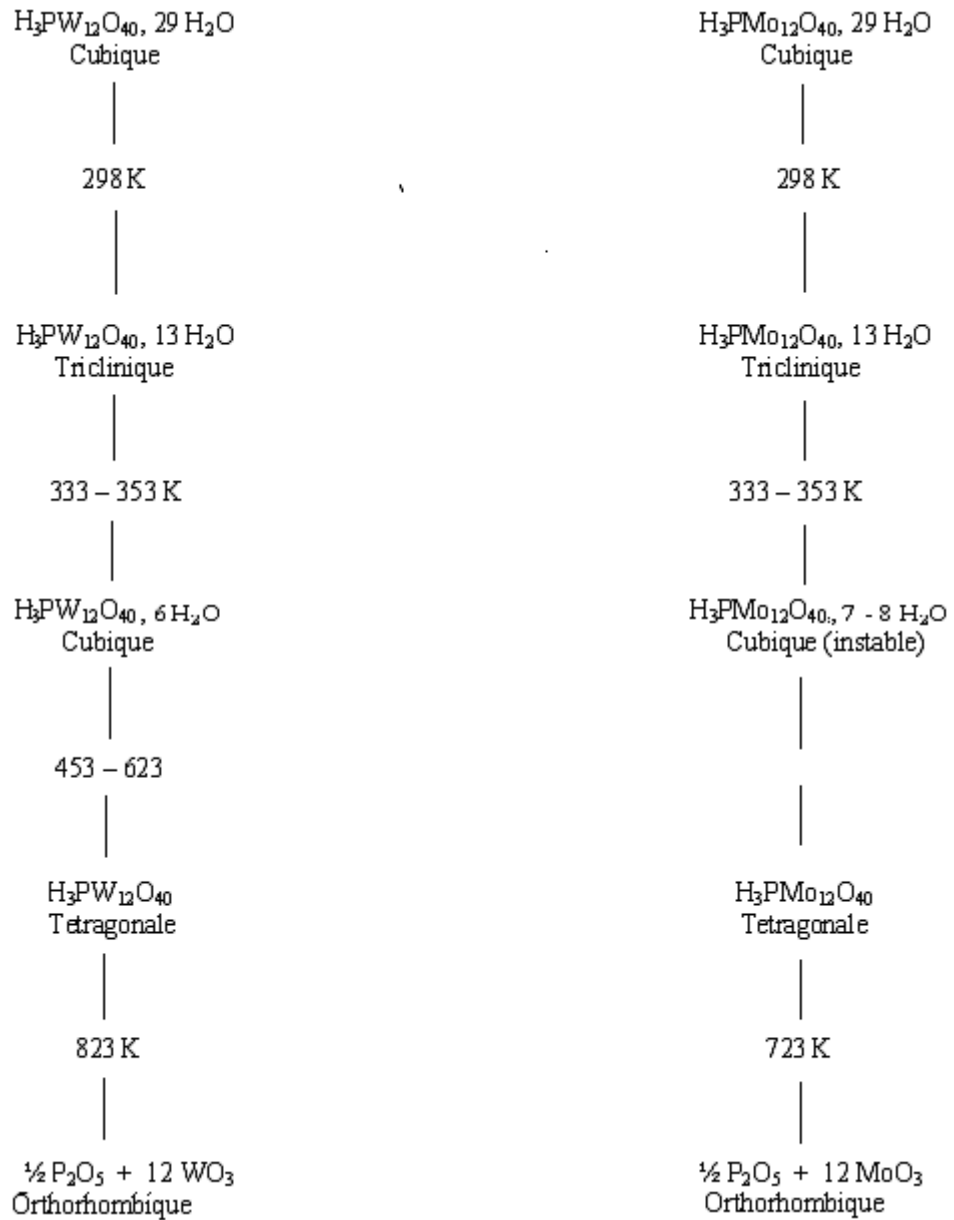 H₃PW₁₂O₄₀, 29 H₂O
Cubique
298 K
H₃PW₁₂O₄₀, 13 H₂O
Triclinique
333 – 353 K
H₃PW₁₂O₄₀, 6 H₂O
Cubique
453 – 623
H₃PW₁₂O₄₀
Tetragonale
823 K
½ P₂O₅ + 12 WO₃
Orthorhombique
H₃PMo₁₂O₄₀, 29 H₂O
Cubique
298 K
H₃PMo₁₂O₄₀, 13 H₂O
Triclinique
333 – 353 K
H₃PMo₁₂O₄₀, 7 - 8 H₂O
Cubique (instable)
H₃PMo₁₂O₄₀
Tetragonale
723 K
½ P₂O₅ + 12 MoO₃
Orthorhombique